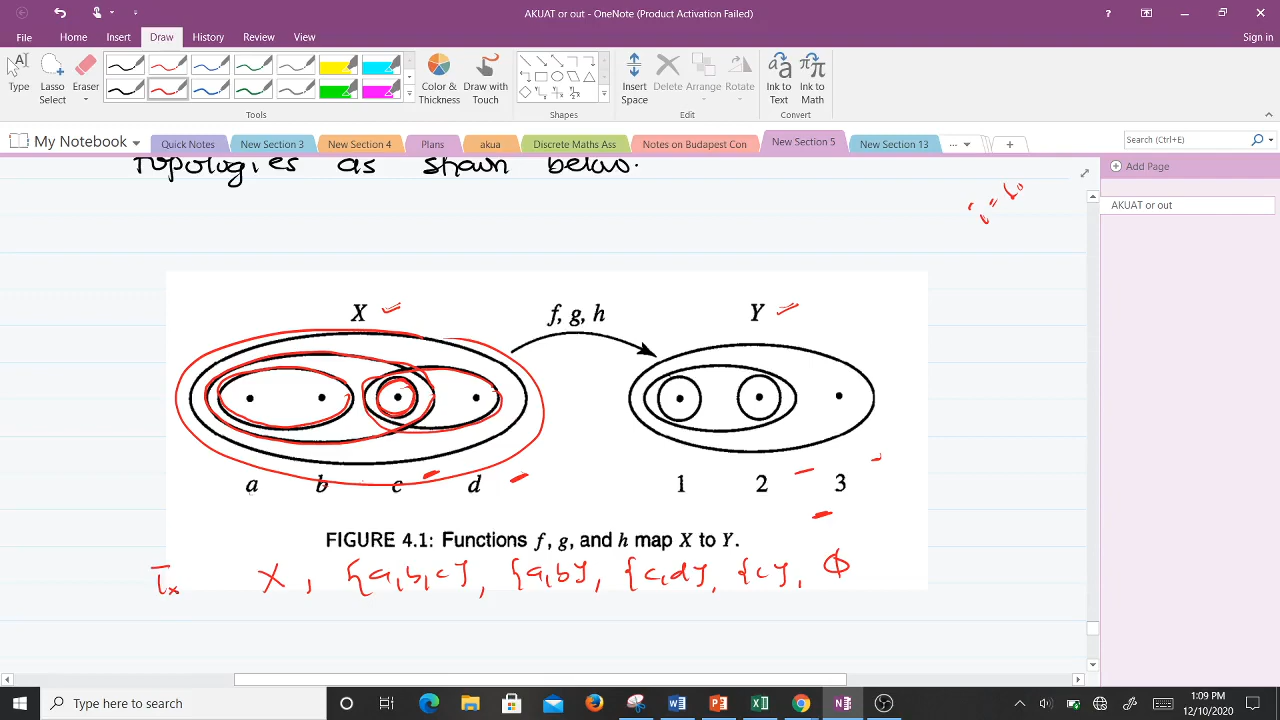 AKUAT or out - OneNote (Product Activation Failed)
? Sign in
File Home Insert Draw History Review View
Type Lasso Select Eraser Color & Thickness Draw with Touch Insert Space Delete Arrange Rotate Ink to Text Ink to Math
Tools Shapes Edit Convert
My Notebook Quick Notes New Section 3 New Section 4 Plans akua Discrete Maths Ass Notes on Budapest Con New Section 5 New Section 13 ... + Search (Ctrl+E)
Add Page
AKUAT or out
Topologies as shown below.
X f, g, h Y
a b c d 1 2 3
FIGURE 4.1: Functions f, g, and h map X to Y.
τx X, {a,b,c}, {a,b}, {c,d}, {c}, Φ
Type here to search
1:09 PM
12/10/2020